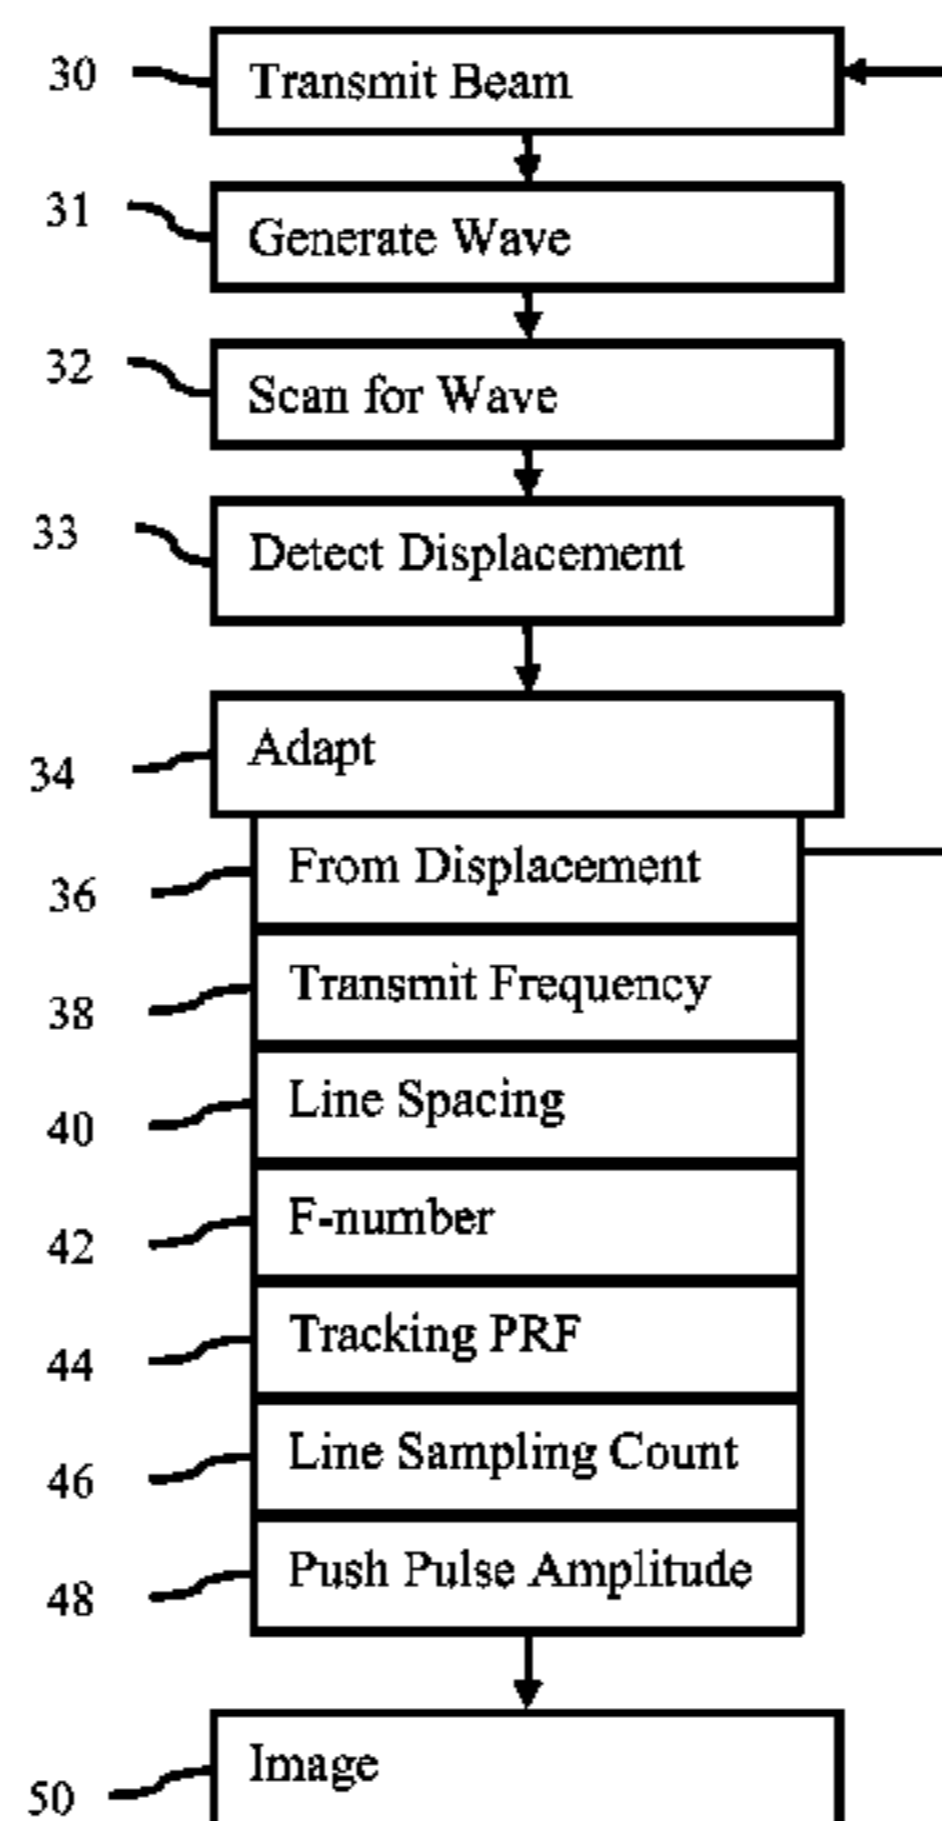 30 Transmit Beam
31 Generate Wave
32 Scan for Wave
33 Detect Displacement
34 Adapt
36 From Displacement
38 Transmit Frequency
40 Line Spacing
42 F-number
44 Tracking PRF
46 Line Sampling Count
48 Push Pulse Amplitude
50 Image